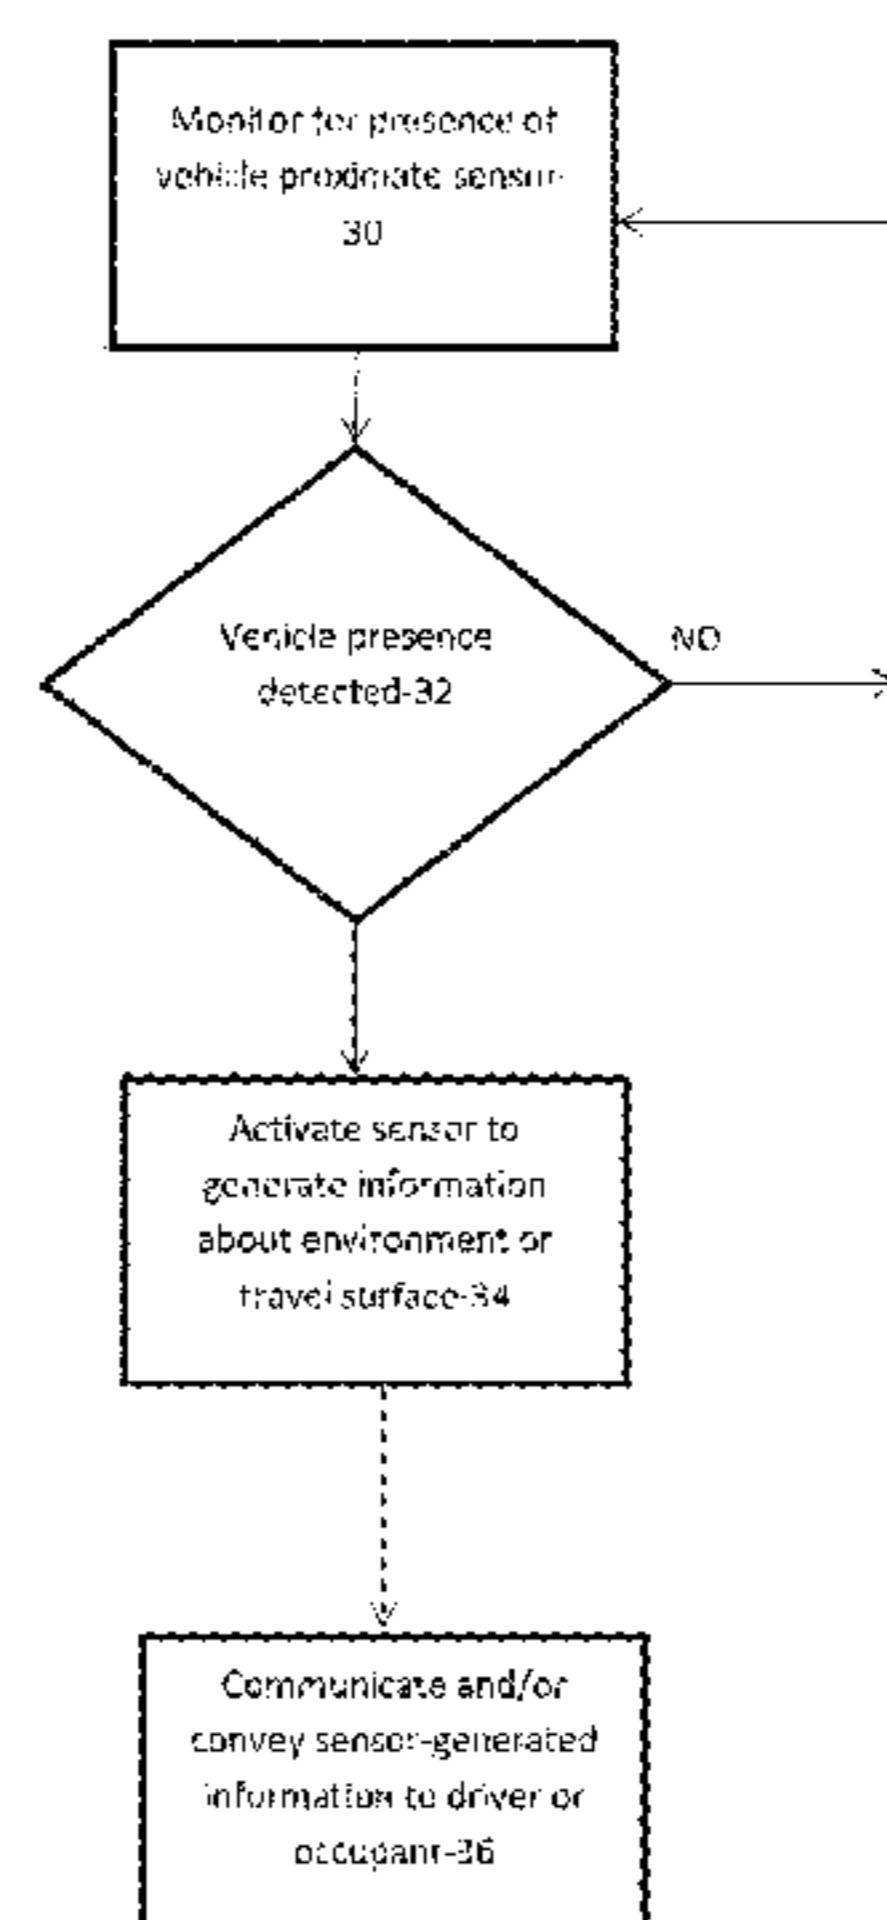 Monitor for presence of
vehicle proximate sensor-
30
Vehicle presence
detected-32
NO
Activate sensor to
generate information
about environment or
travel surface-34
Communicate and/or
convey sensor-generated
information to driver or
occupant-36